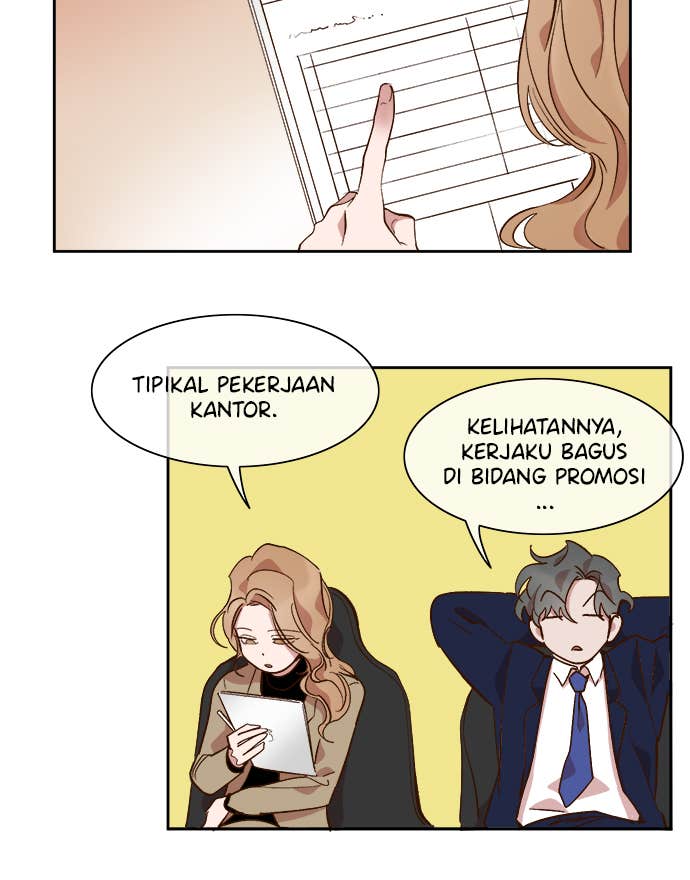 TIPIKAL PEKERJAAN
KANTOR.
KELIHATANNYA,
KERJAKU BAGUS
DI BIDANG PROMOSI
...